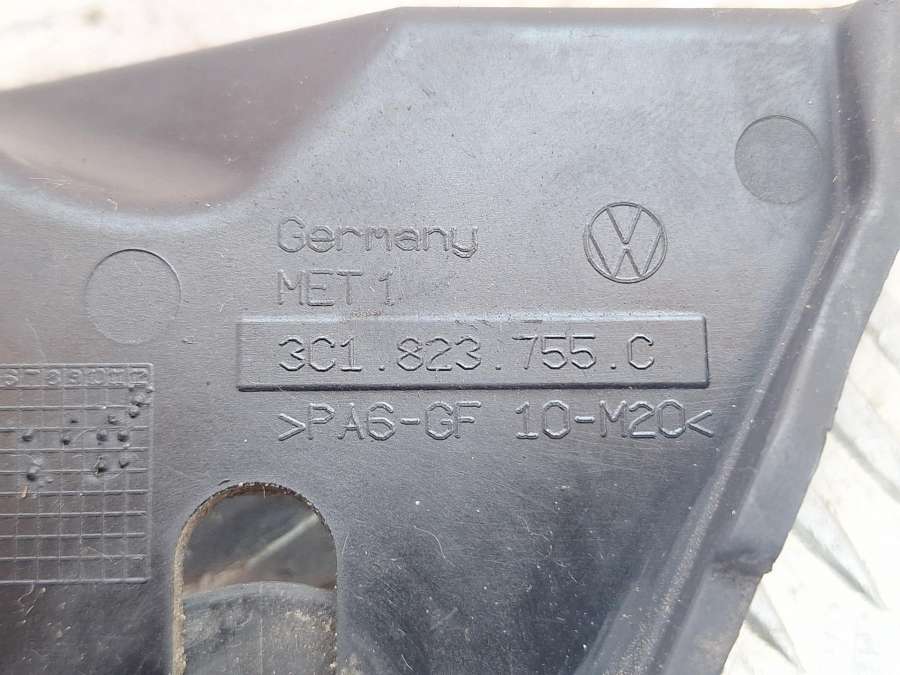 Germany
MET 1
3C1.823.755.C
>PA6-GF 10-M20<